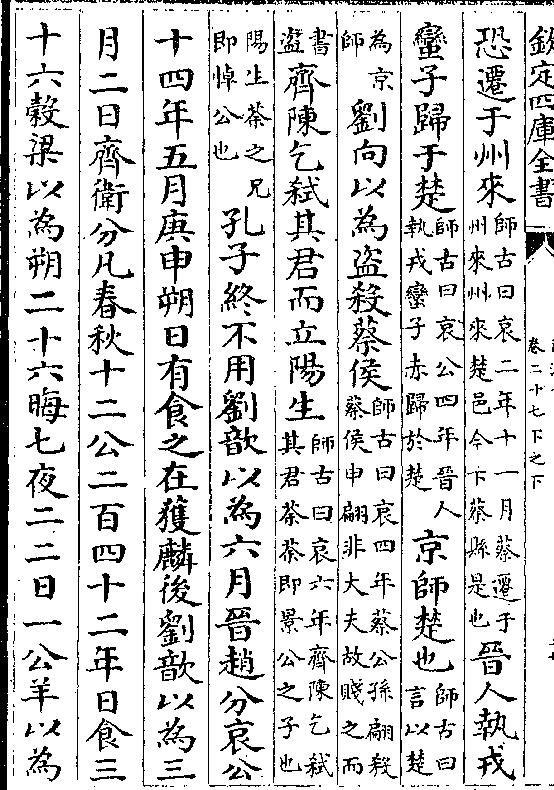 欽定四庫全書
卷二十七下之下
恐遷于州來師古曰哀二年十一月蔡遷于州來州來楚邑今下蔡縣是也晉人執戎
蠻子歸于楚師古曰哀公四年晉人執戎蠻子赤歸於楚京師楚也師古曰言以楚
為京師劉向以為盜殺蔡侯師古曰哀四年蔡公孫翩殺蔡侯申翩非大夫故賤之而
書盜齊陳乞弑其君而立陽生師古曰哀六年齊陳乞弑其君荼荼即景公之子也
陽生荼之兄即悼公也孔子終不用劉歆以為六月晉趙分哀公
十四年五月庚申朔日有食之在獲麟後劉歆以為三
月二日齊衛分凡春秋十二公二百四十二年日食三
十六穀梁以為朔二十六晦七夜二二日一公羊以為